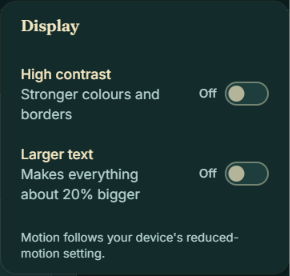 Display
High contrast
Stronger colours and
borders
Off
Larger text
Makes everything
about 20% bigger
Off
Motion follows your device's reduced-
motion setting.